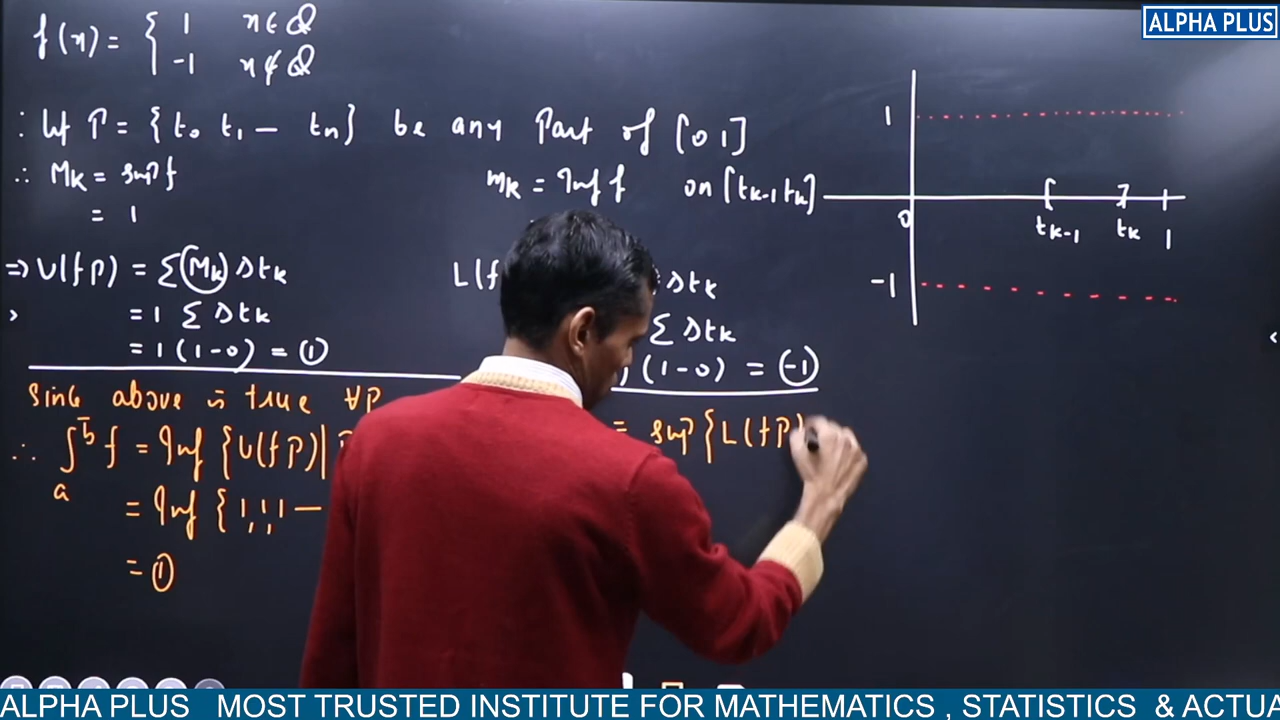 ALPHA PLUS
f(x) = { 1 x ∈ Q
-1 x ∉ Q
: Let P = {t₀ t₁ — tₙ} be any Part of [0 1]
∴ Mₖ = sup f mₖ = Inf f on [tₖ₋₁ tₖ]
= 1
⇒ U(f P) = Σ(Mₖ) Δtₖ L(f Δtₖ
= 1 Σ Δtₖ Σ Δtₖ
= 1 (1-0) = ① (1-0) = (-1)
Since above is true ∀P
∴ ∫ₐᵇ̄ f = Inf {U(f P)| = sup {L(f P)
= Inf {1,1,1 —
= ①
1
0
tₖ₋₁ tₖ 1
-1
ALPHA PLUS MOST TRUSTED INSTITUTE FOR MATHEMATICS , STATISTICS & ACTUA